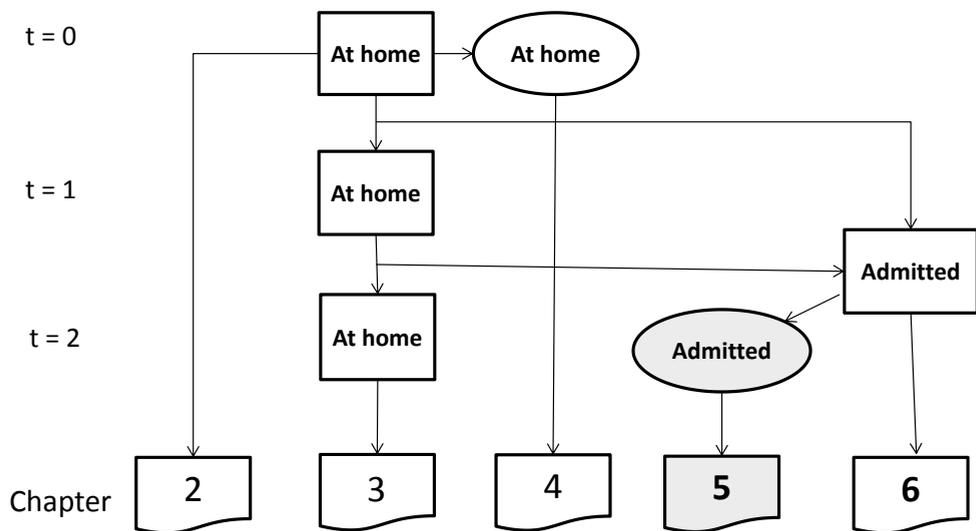 t = 0
At home
At home
t = 1
At home
Admitted
t = 2
At home
Admitted
Chapter
2
3
4
5
6